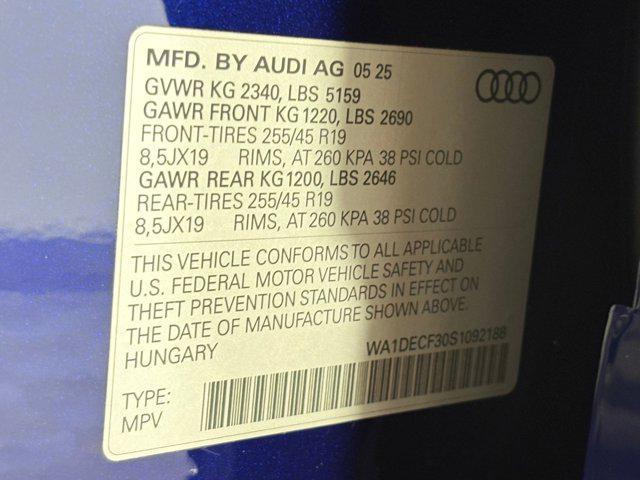 MFD. BY AUDI AG 05 25
GVWR KG 2340, LBS 5159
GAWR FRONT KG 1220, LBS 2690
FRONT-TIRES 255/45 R19
8,5JX19 RIMS, AT 260 KPA 38 PSI COLD
GAWR REAR KG 1200, LBS 2646
REAR-TIRES 255/45 R19
8,5JX19 RIMS, AT 260 KPA 38 PSI COLD
THIS VEHICLE CONFORMS TO ALL APPLICABLE
U.S. FEDERAL MOTOR VEHICLE SAFETY AND
THEFT PREVENTION STANDARDS IN EFFECT ON
THE DATE OF MANUFACTURE SHOWN ABOVE.
HUNGARY
WA1DECF30S1092188
TYPE:
MPV